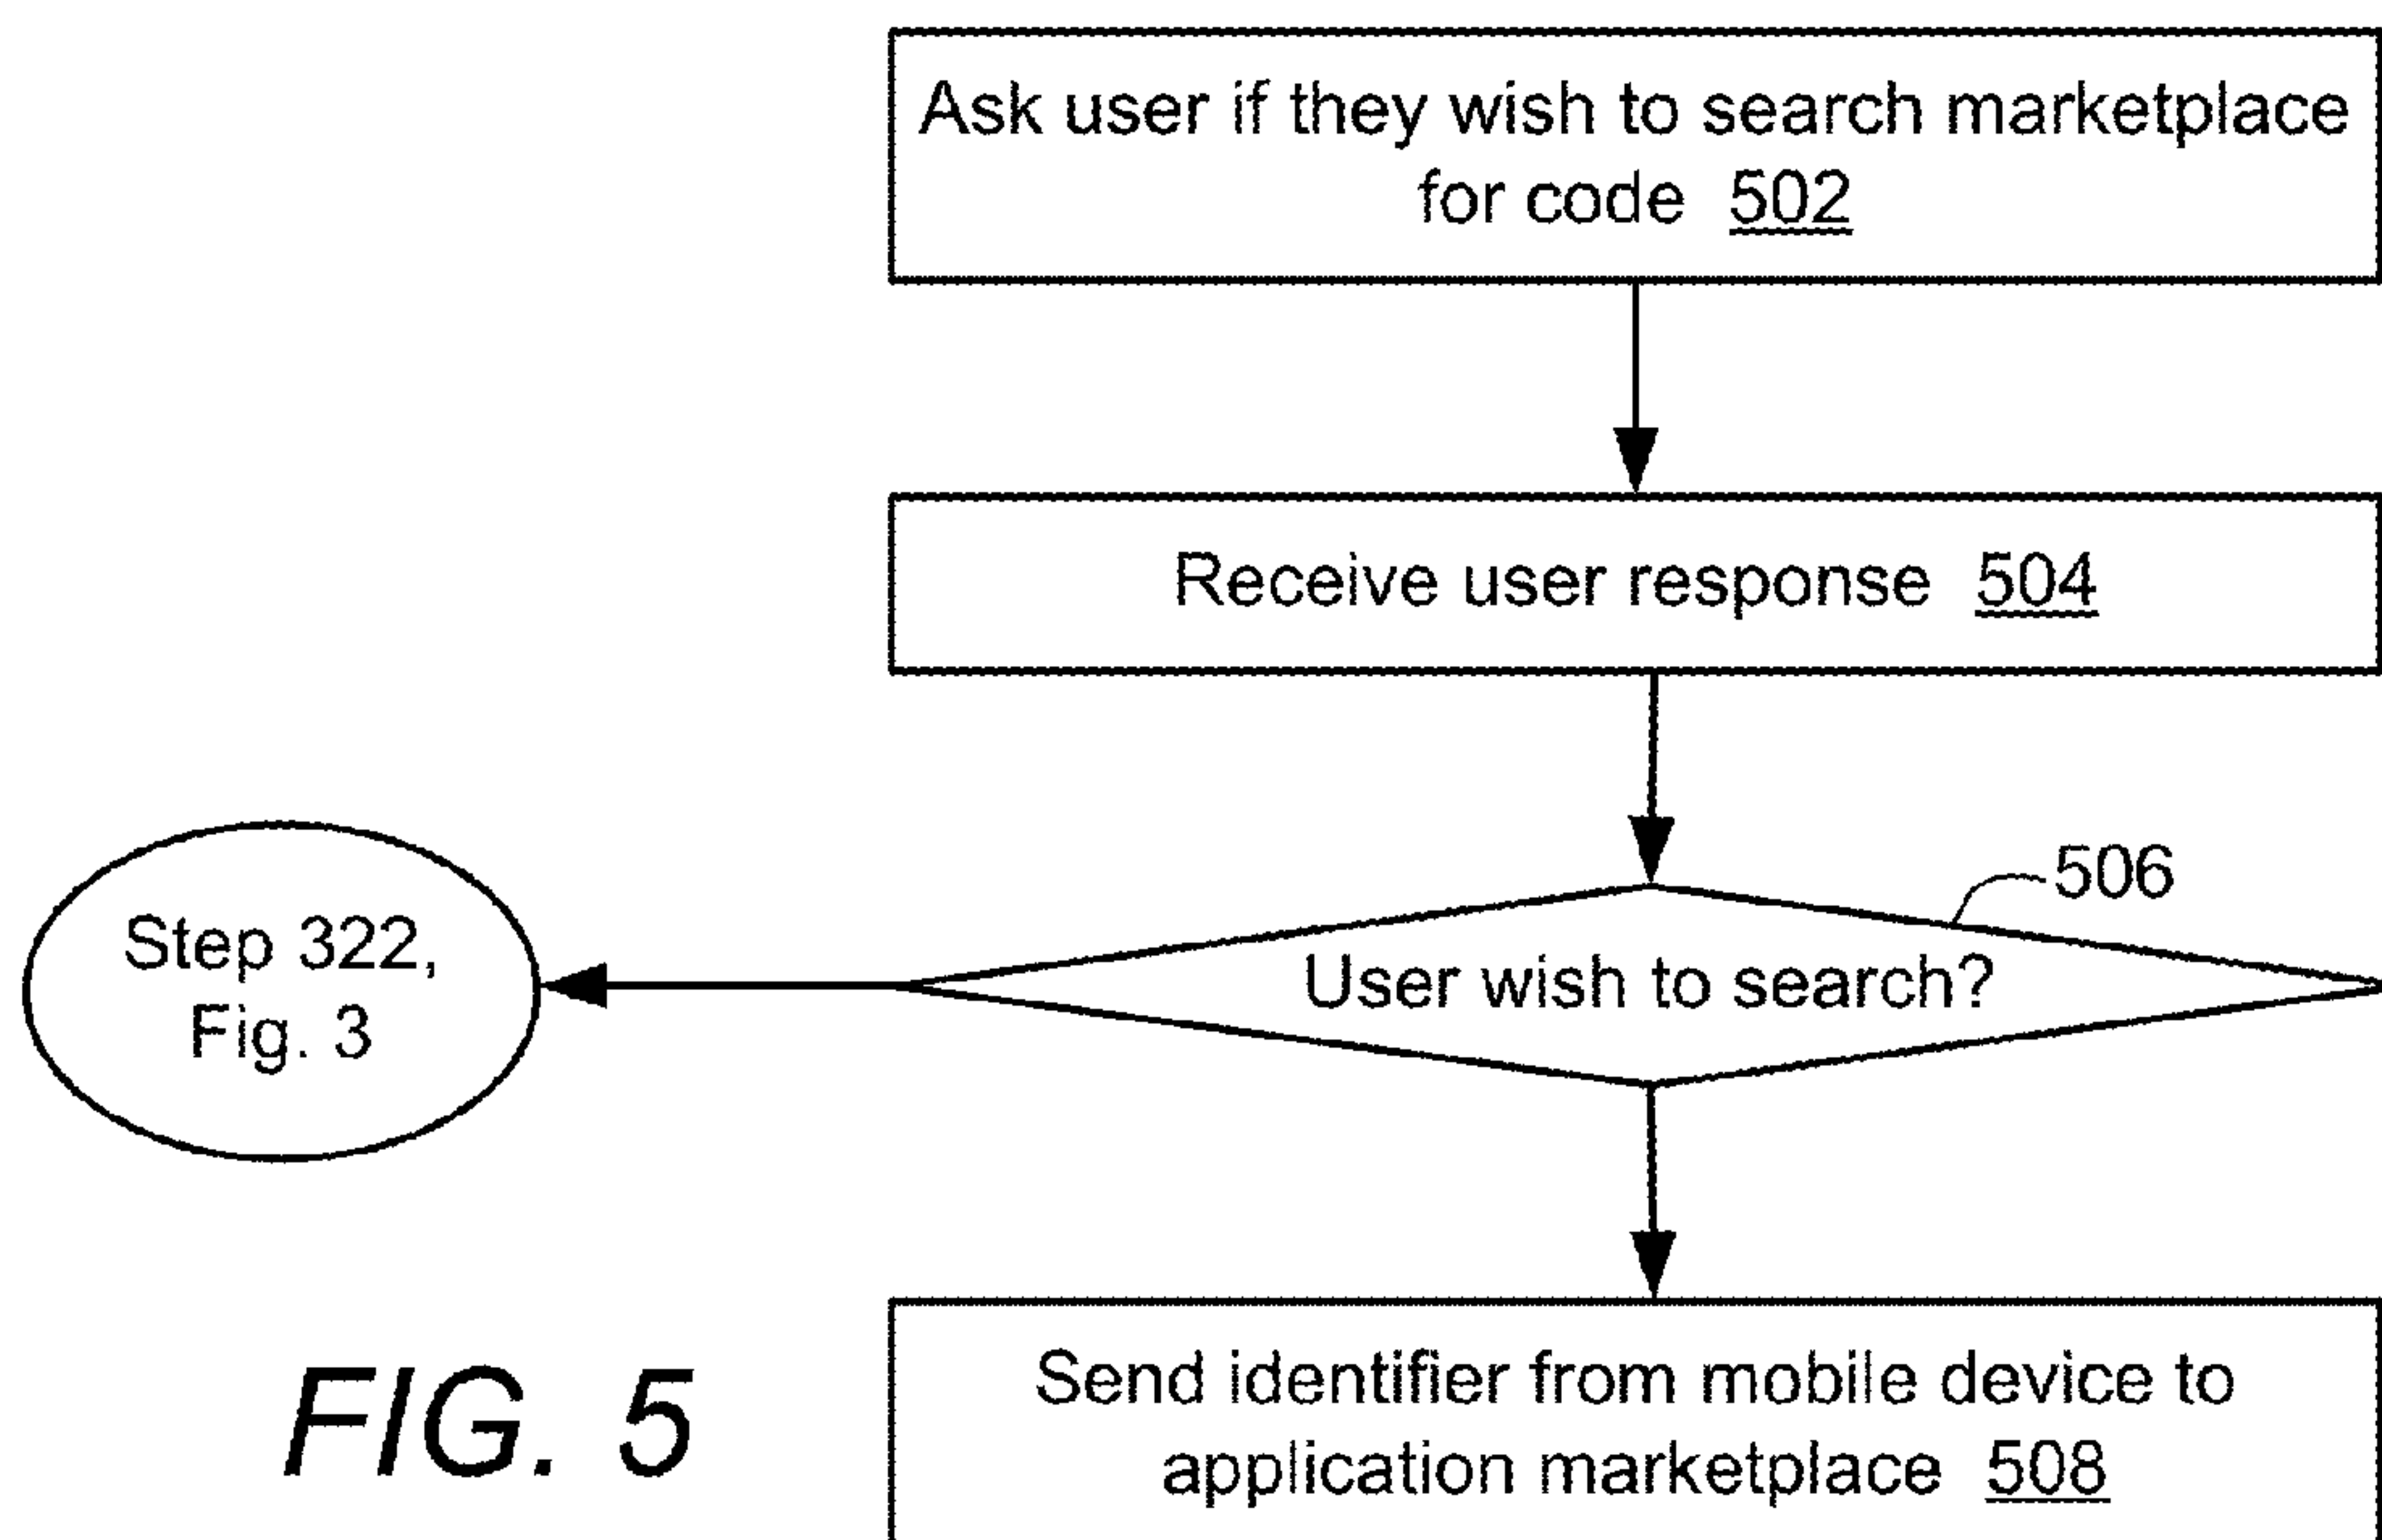 Ask user if they wish to search marketplace
for code 502
Receive user response 504
506
User wish to search?
Step 322,
Fig. 3
Send identifier from mobile device to
application marketplace 508
FIG. 5